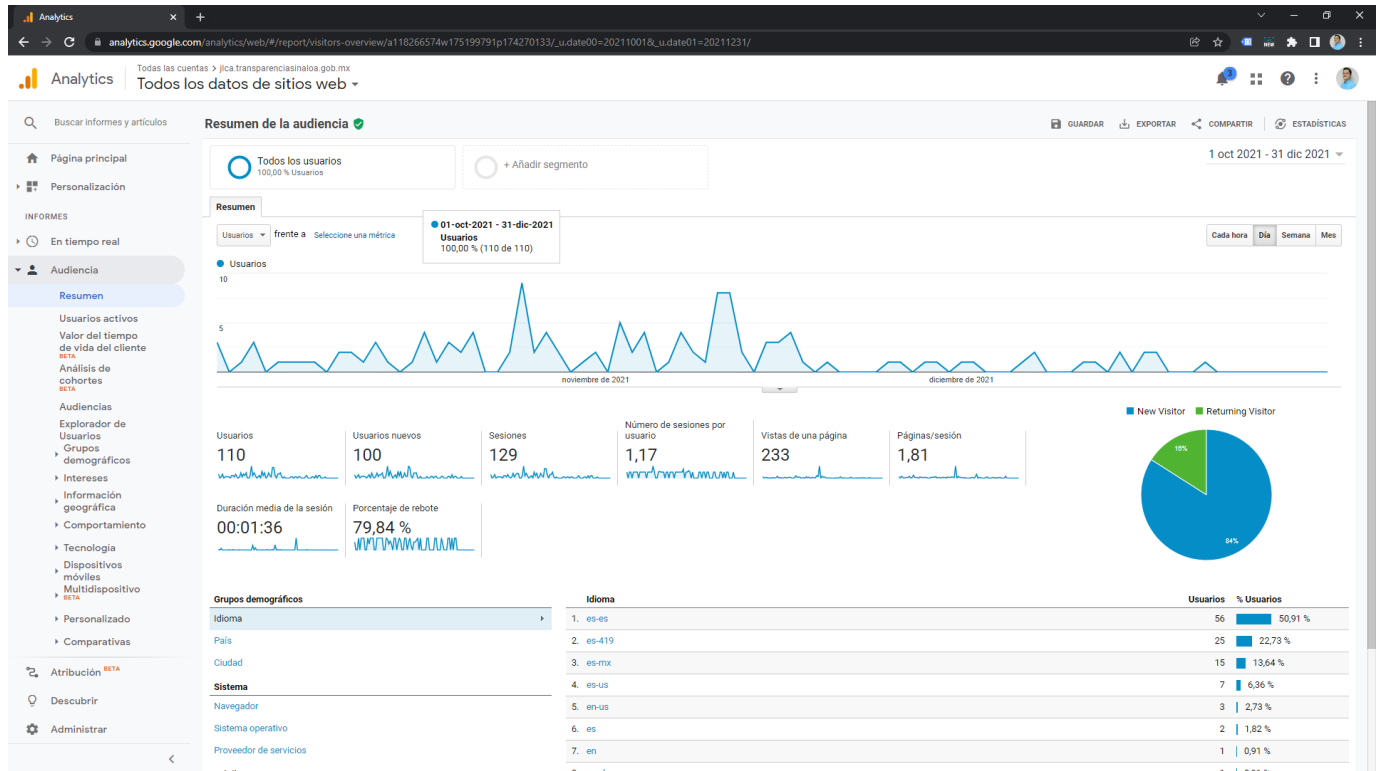 Analytics
analytics.google.com/analytics/web/#/report/visitors-overview/a118266574w175199791p174270133/_u.date00=20211001&_u.date01=20211231/
NEW
Analytics
Todas las cuentas > jlca.transparenciasinaloa.gob.mx
Todos los datos de sitios web
3
Buscar informes y artículos
Página principal
Personalización
INFORMES
En tiempo real
Audiencia
Resumen
Usuarios activos
Valor del tiempo
de vida del cliente
BETA
Análisis de
cohortes
BETA
Audiencias
Explorador de
Usuarios
Grupos
demográficos
Intereses
Información
geográfica
Comportamiento
Tecnología
Dispositivos
móviles
Multidispositivo
BETA
Personalizado
Comparativas
Atribución BETA
Descubrir
Administrar
Resumen de la audiencia
GUARDAR
EXPORTAR
COMPARTIR
ESTADÍSTICAS
Todos los usuarios
100,00 % Usuarios
+ Añadir segmento
1 oct 2021 - 31 dic 2021
Resumen
Usuarios frente a Seleccione una métrica
01-oct-2021 - 31-dic-2021
Usuarios
100,00 % (110 de 110)
Cada hora Día Semana Mes
Usuarios
10
5
noviembre de 2021
diciembre de 2021
New Visitor Returning Visitor
16%
84%
Usuarios
110
Usuarios nuevos
100
Sesiones
129
Número de sesiones por
usuario
1,17
Vistas de una página
233
Páginas/sesión
1,81
Duración media de la sesión
00:01:36
Porcentaje de rebote
79,84 %
Grupos demográficos
Idioma
País
Ciudad
Sistema
Navegador
Sistema operativo
Proveedor de servicios
Idioma Usuarios % Usuarios
1. es-es 56 50,91 %
2. es-419 25 22,73 %
3. es-mx 15 13,64 %
4. es-us 7 6,36 %
5. en-us 3 2,73 %
6. es 2 1,82 %
7. en 1 0,91 %